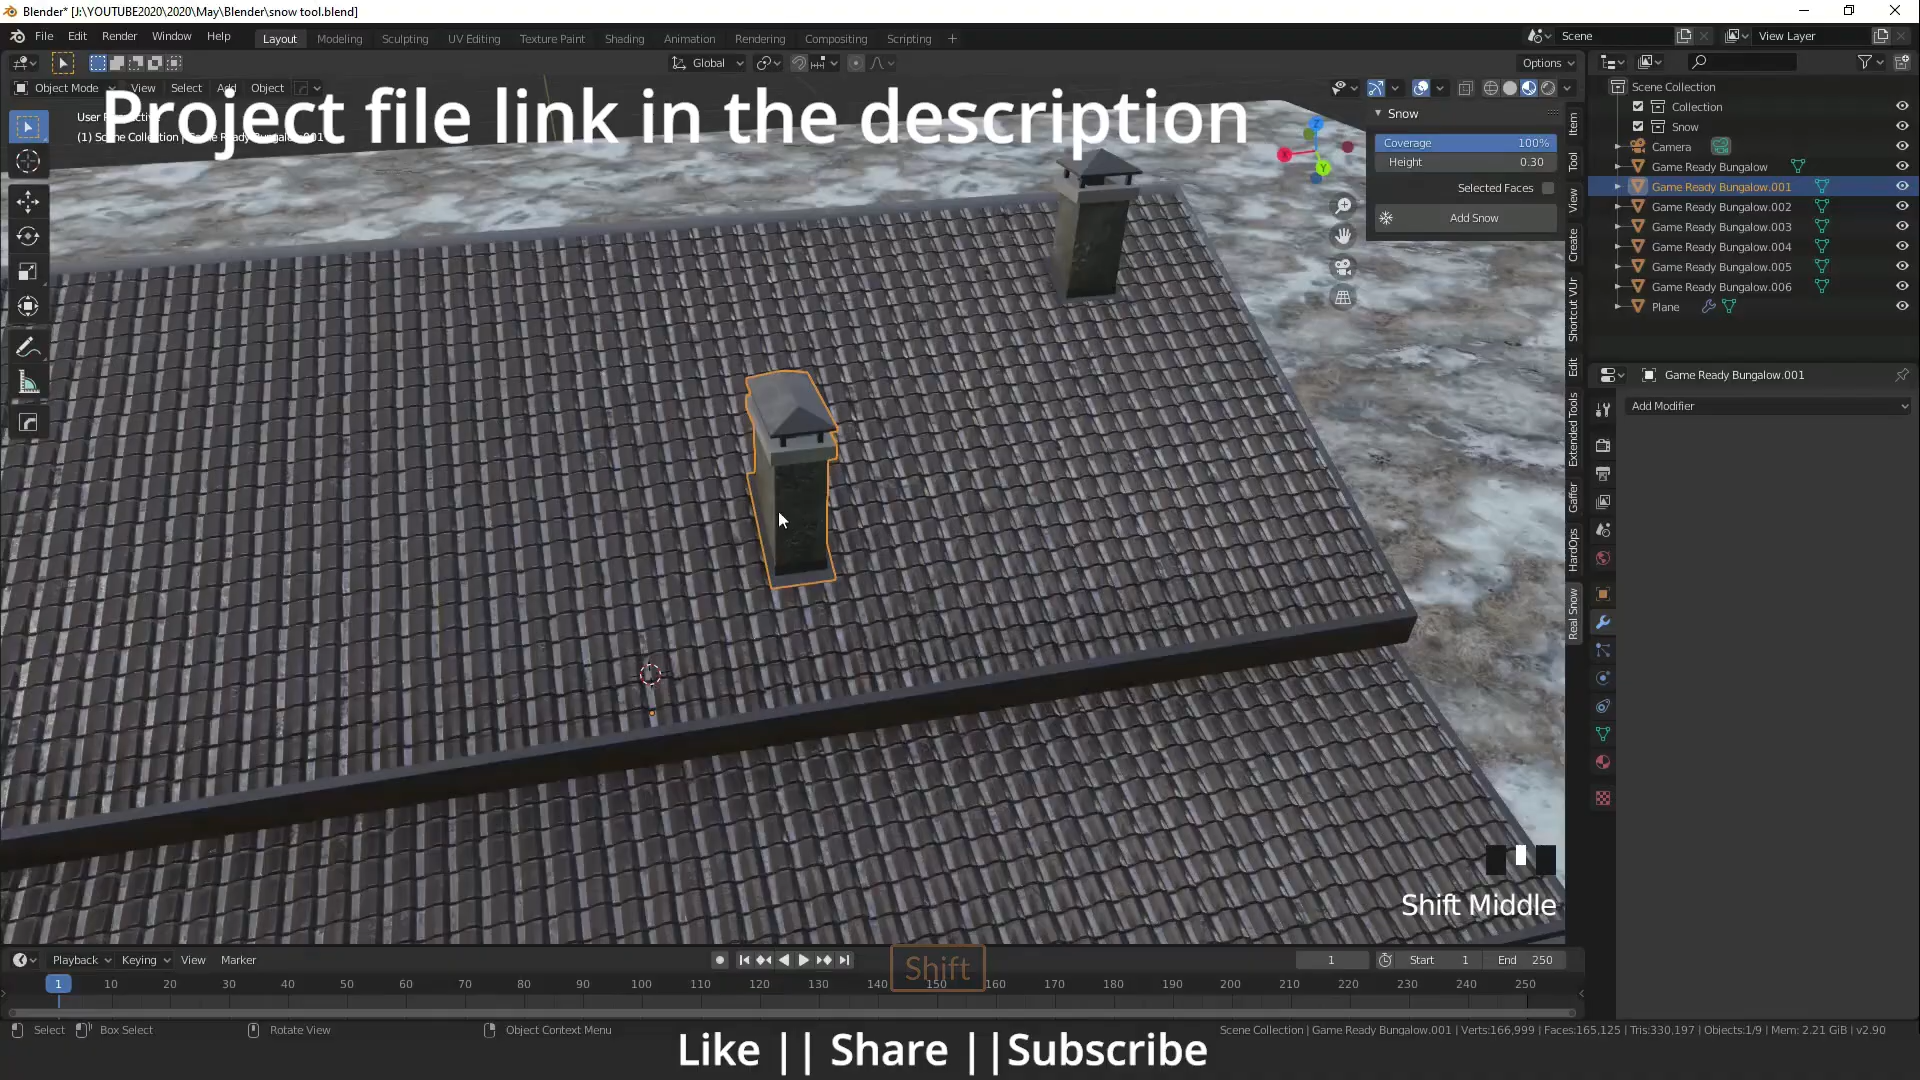 Blender* [J:\YOUTUBE2020\2020\May\Blender\snow tool.blend]
File Edit Render Window Help
Layout Modeling Sculpting UV Editing Texture Paint Shading Animation Rendering Compositing Scripting
Scene
View Layer
Global
Options
Object Mode View Select Add Object
Project file link in the description
Snow
Coverage 100%
Height 0.30
Selected Faces
Add Snow
Item
Tool
View
Create
Shortcut VUr
Edit
Extended Tools
Gaffer
HardOps
Real Snow
X
Y
Z
Scene Collection
Collection
Snow
Camera
Game Ready Bungalow
Game Ready Bungalow.001
Game Ready Bungalow.002
Game Ready Bungalow.003
Game Ready Bungalow.004
Game Ready Bungalow.005
Game Ready Bungalow.006
Plane
Game Ready Bungalow.001
Add Modifier
Shift Middle
Playback Keying View Marker
Shift
1 Start 1 End 250
1 10 20 30 40 50 60 70 80 90 100 110 120 130 140 150 160 170 180 190 200 210 220 230 240 250
Select Box Select Rotate View Object Context Menu
Scene Collection | Game Ready Bungalow.001 | Verts:166,999 | Faces:165,125 | Tris:330,197 | Objects:1/9 | Mem: 2.21 GiB | v2.90
Like || Share ||Subscribe